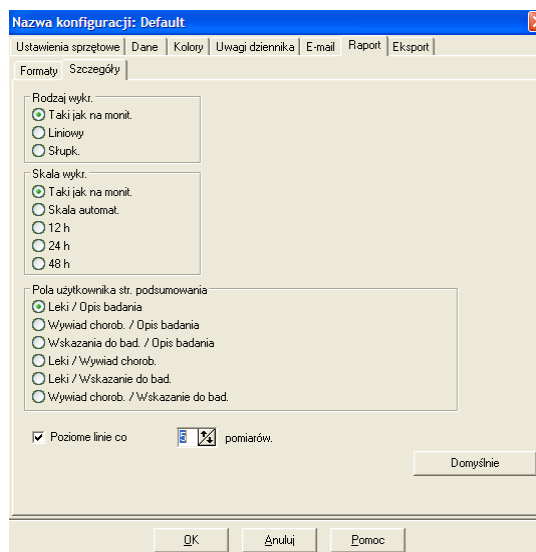 Nazwa konfiguracji: Default
Ustawienia sprzętowe Dane Kolory Uwagi dziennika E-mail Raport Eksport
Formaty Szczegóły
Rodzaj wykr.
Taki jak na monit.
Liniowy
Słupk.
Skala wykr.
Taki jak na monit.
Skala automat.
12 h
24 h
48 h
Pola użytkownika str. podsumowania
Leki / Opis badania
Wywiad chorob. / Opis badania
Wskazania do bad. / Opis badania
Leki / Wywiad chorob.
Leki / Wskazanie do bad.
Wywiad chorob. / Wskazanie do bad.
Poziome linie co 5 pomiarów.
Domyślnie
OK Anuluj Pomoc